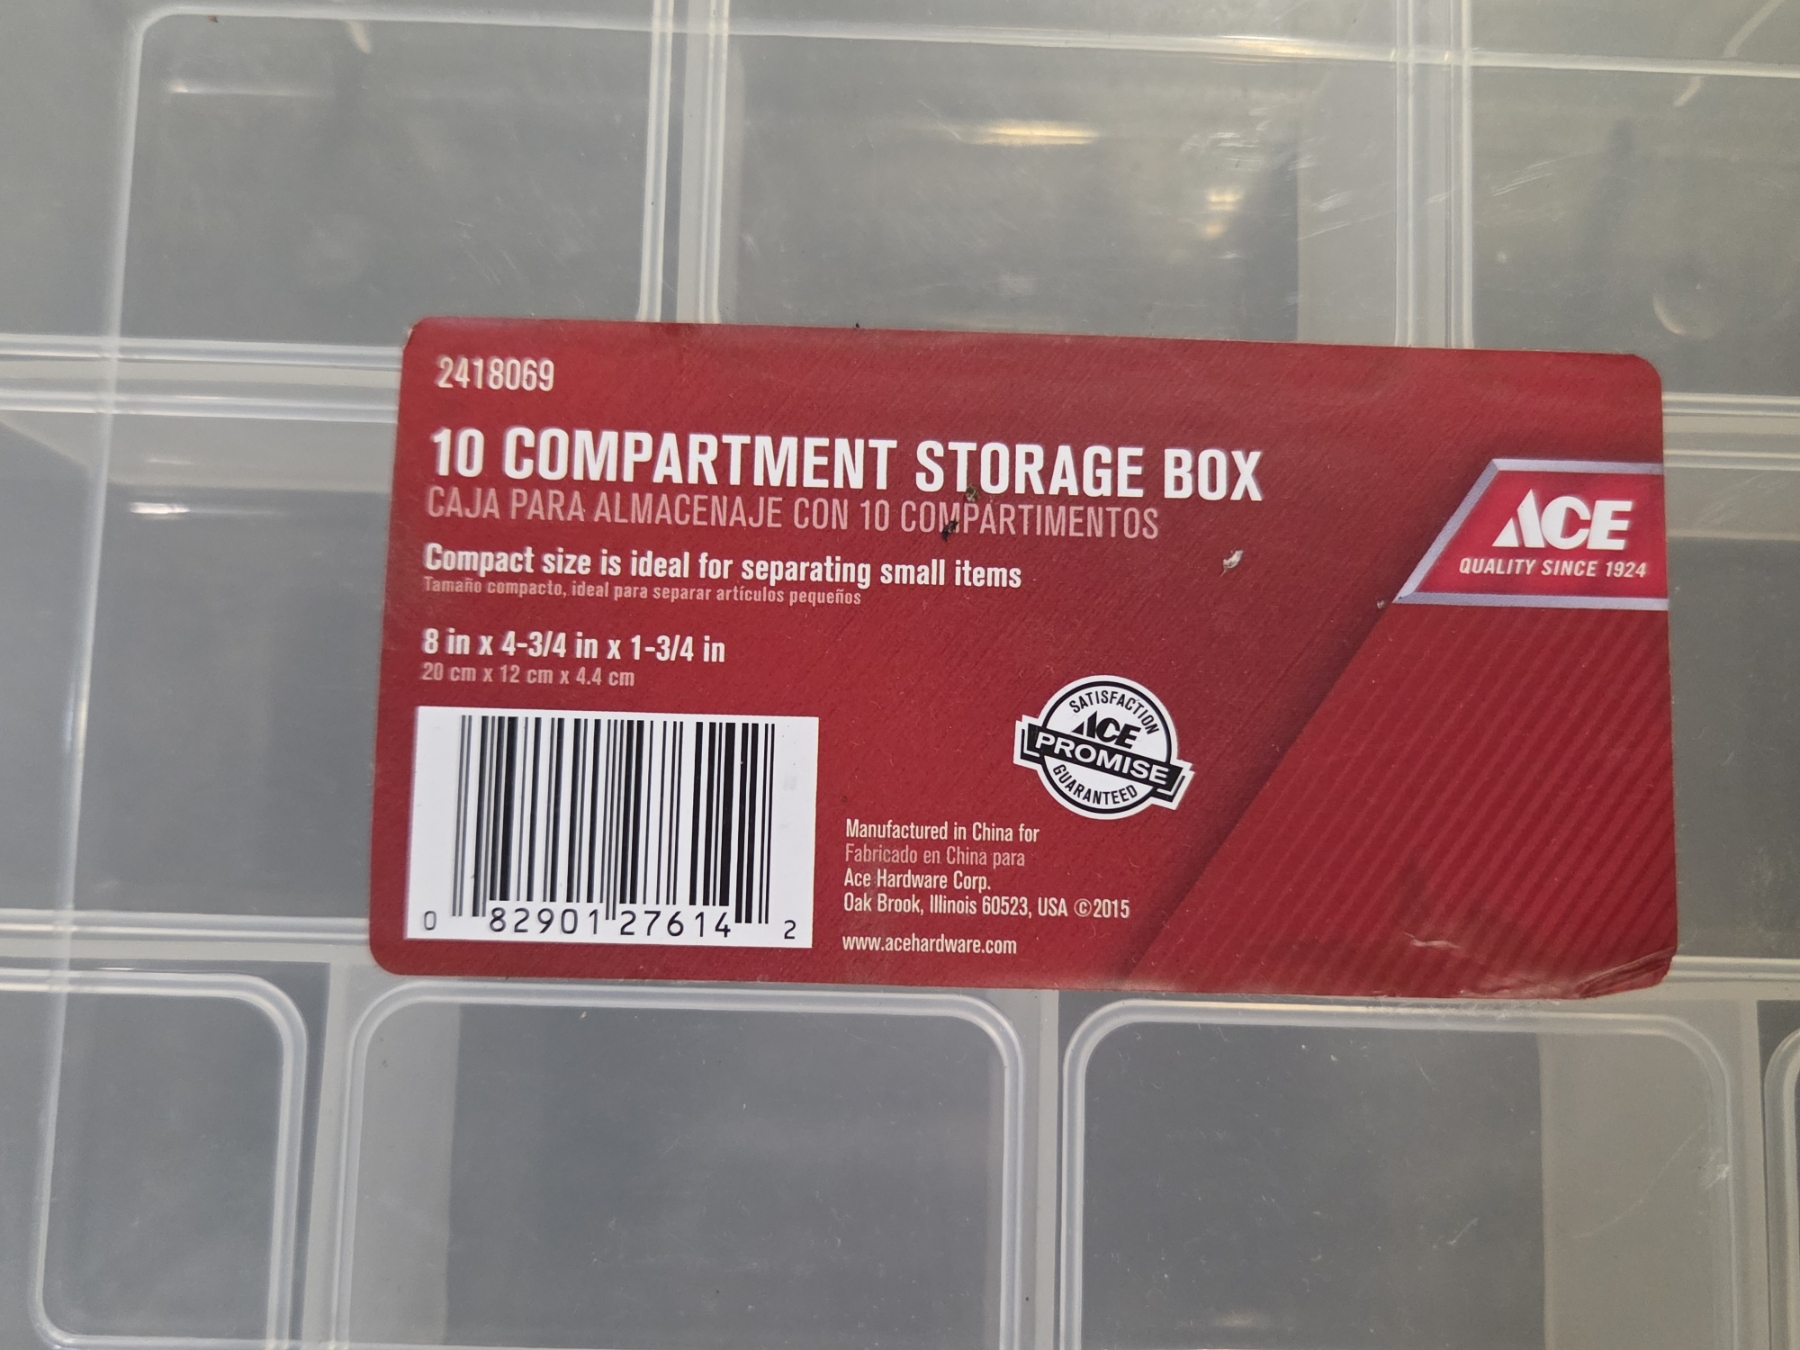 2418069
10 COMPARTMENT STORAGE BOX
CAJA PARA ALMACENAJE CON 10 COMPARTIMENTOS
Compact size is ideal for separating small items
Tamaño compacto, ideal para separar artículos pequeños
8 in x 4-3/4 in x 1-3/4 in
20 cm x 12 cm x 4.4 cm
ACE
QUALITY SINCE 1924
SATISFACTION
ACE
PROMISE
GUARANTEED
Manufactured in China for
Fabricado en China para
Ace Hardware Corp.
Oak Brook, Illinois 60523, USA ©2015
www.acehardware.com
0 82901 27614 2